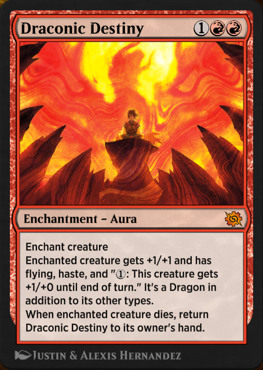 Draconic Destiny 1
Enchantment – Aura
Enchant creature
Enchanted creature gets +1/+1 and has
flying, haste, and "①: This creature gets
+1/+0 until end of turn." It's a Dragon in
addition to its other types.
When enchanted creature dies, return
Draconic Destiny to its owner's hand.
Justin & Alexis Hernandez